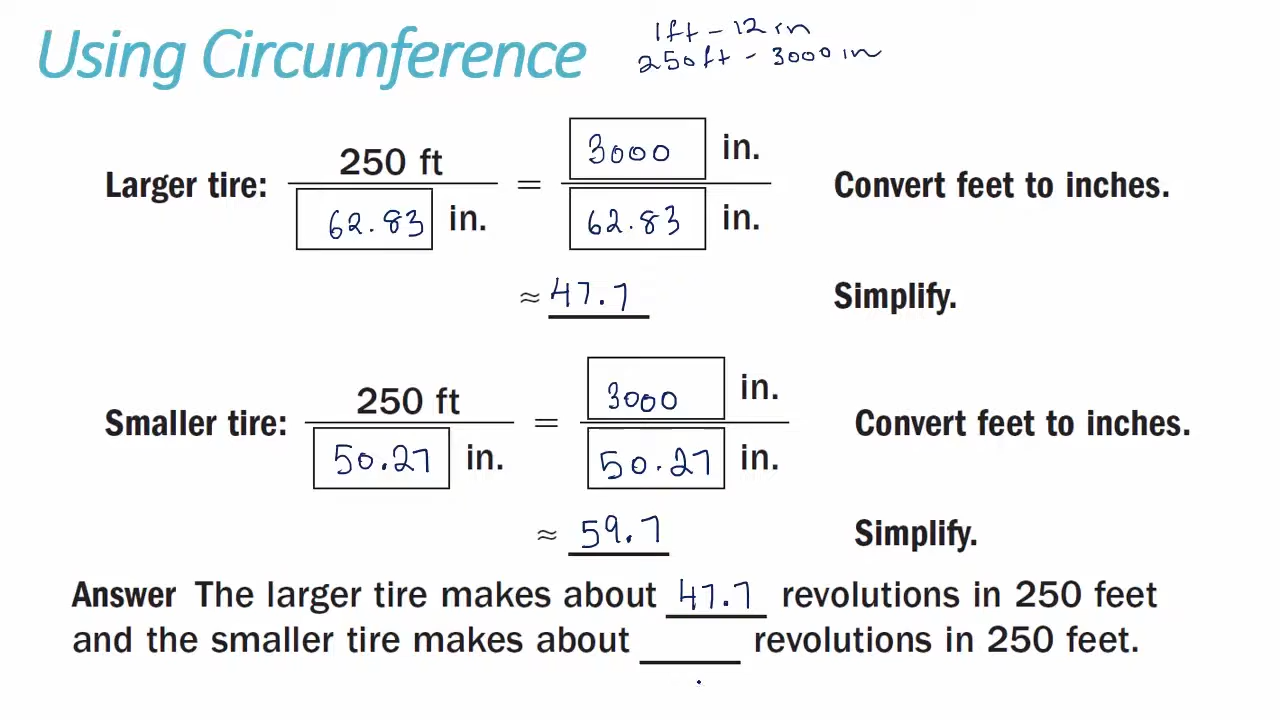 Using Circumference
1ft - 12 in
250ft - 3000 in
Larger tire: 250 ft / 62.83 in. = 3000 in. / 62.83 in. Convert feet to inches.
≈ 47.7 Simplify.
Smaller tire: 250 ft / 50.27 in. = 3000 in. / 50.27 in. Convert feet to inches.
≈ 59.7 Simplify.
Answer The larger tire makes about 47.7 revolutions in 250 feet
and the smaller tire makes about ____ revolutions in 250 feet.